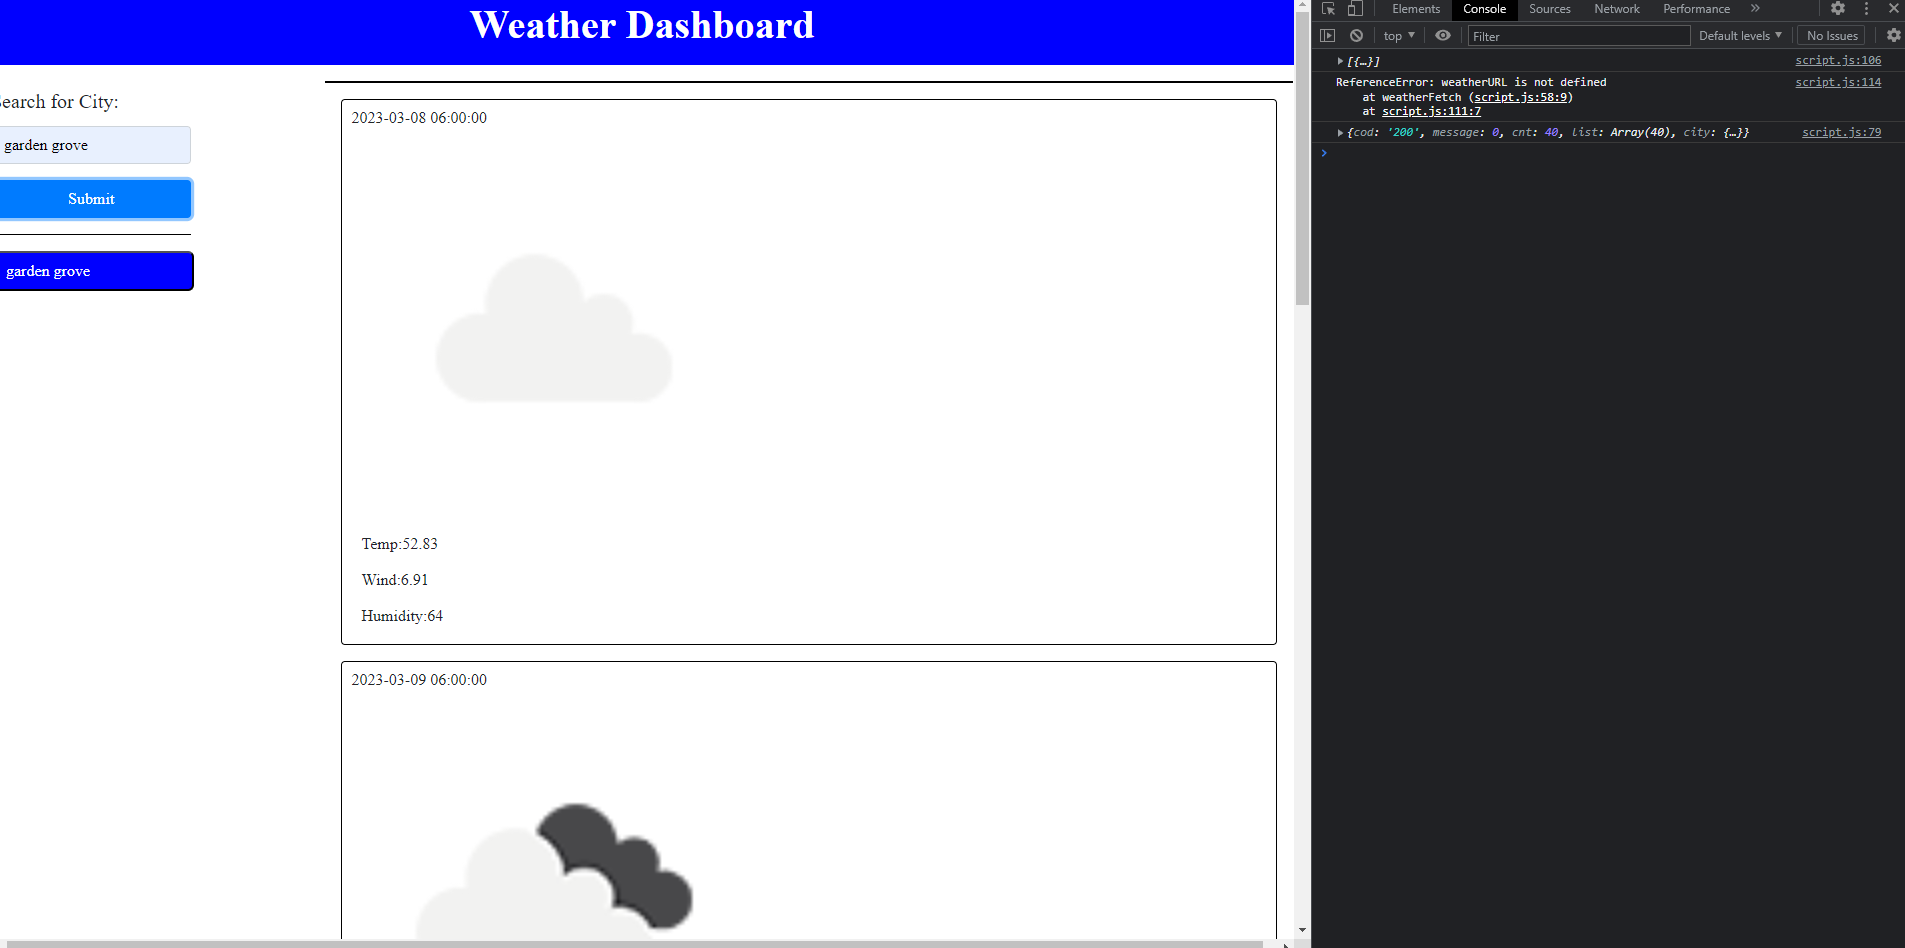 Weather Dashboard
Search for City:
garden grove
Submit
garden grove
2023-03-08 06:00:00
Temp:52.83
Wind:6.91
Humidity:64
2023-03-09 06:00:00
Elements Console Sources Network Performance
top Filter Default levels No Issues
[{…}] script.js:106
ReferenceError: weatherURL is not defined script.js:114
at weatherFetch (script.js:58:9)
at script.js:111:7
{cod: '200', message: 0, cnt: 40, list: Array(40), city: {…}} script.js:79